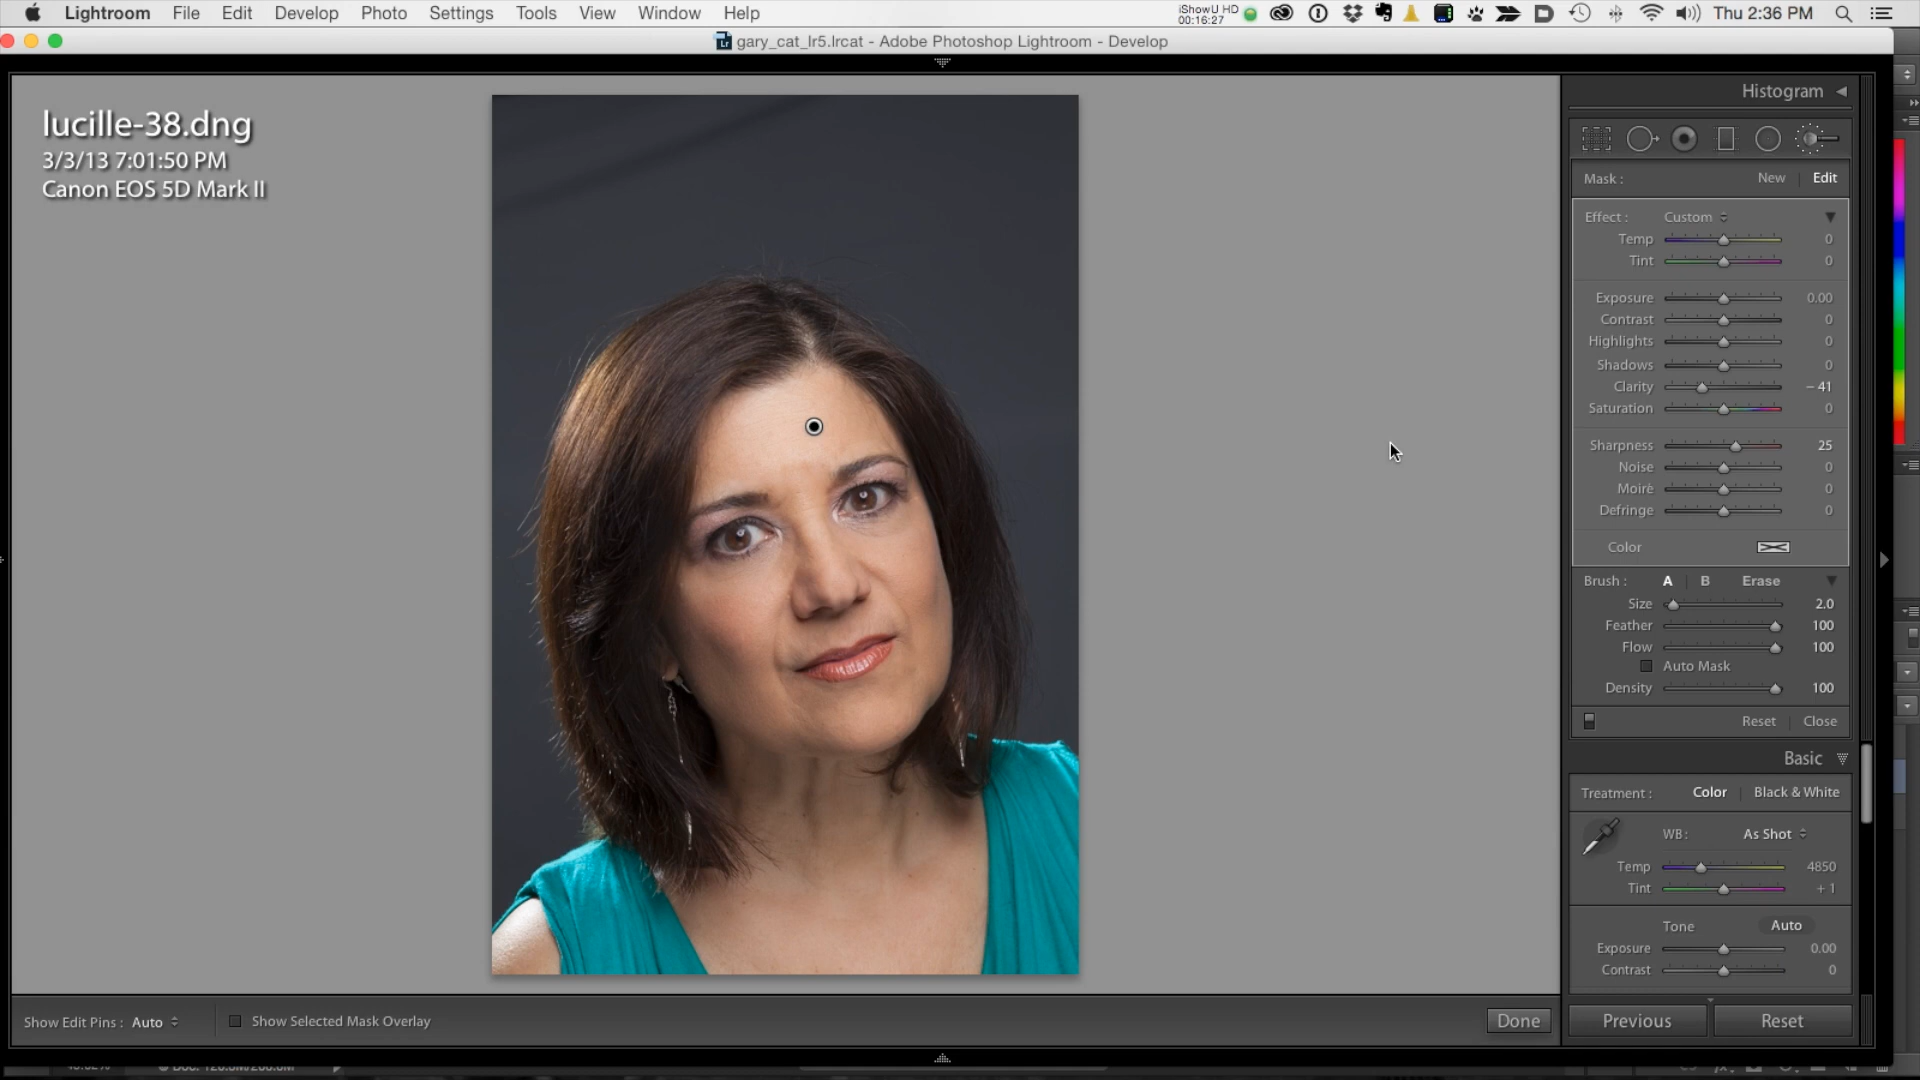 Lightroom File Edit Develop Photo Settings Tools View Window Help iShowU HD 00:16:27 Thu 2:36 PM
gary_cat_lr5.lrcat - Adobe Photoshop Lightroom - Develop
lucille-38.dng
3/3/13 7:01:50 PM
Canon EOS 5D Mark II
Histogram
Mask : New Edit
Effect : Custom
Temp 0
Tint 0
Exposure 0.00
Contrast 0
Highlights 0
Shadows 0
Clarity – 41
Saturation 0
Sharpness 25
Noise 0
Moiré 0
Defringe 0
Color
Brush : A B Erase
Size 2.0
Feather 100
Flow 100
Auto Mask
Density 100
Reset Close
Basic
Treatment : Color Black & White
WB : As Shot
Temp 4850
Tint + 1
Tone Auto
Exposure 0.00
Contrast 0
Show Edit Pins : Auto Show Selected Mask Overlay Done Previous Reset